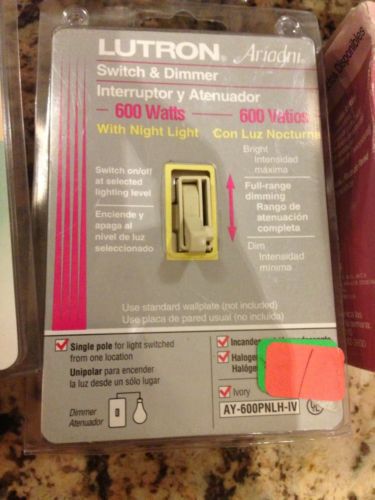 LUTRON® Ariadni
Switch & Dimmer
Interruptor y Atenuador
600 Watts 600 Vatios
With Night Light Con Luz Nocturna
Switch on/off
at selected
lighting level
Enciende y
apaga al
nivel de luz
seleccionado
Bright
Intensidad
máxima
Full-range
dimming
Rango de
atenuación
completa
Dim
Intensidad
mínima
Use standard wallplate (not included)
Use placa de pared usual (no incluida)
Single pole for light switched
from one location
Unipolar para encender
la luz desde un sólo lugar
Dimmer
Atenuador
Halogen
Halóge
Ivory
AY-600PNLH-IV
UL
Disponibles